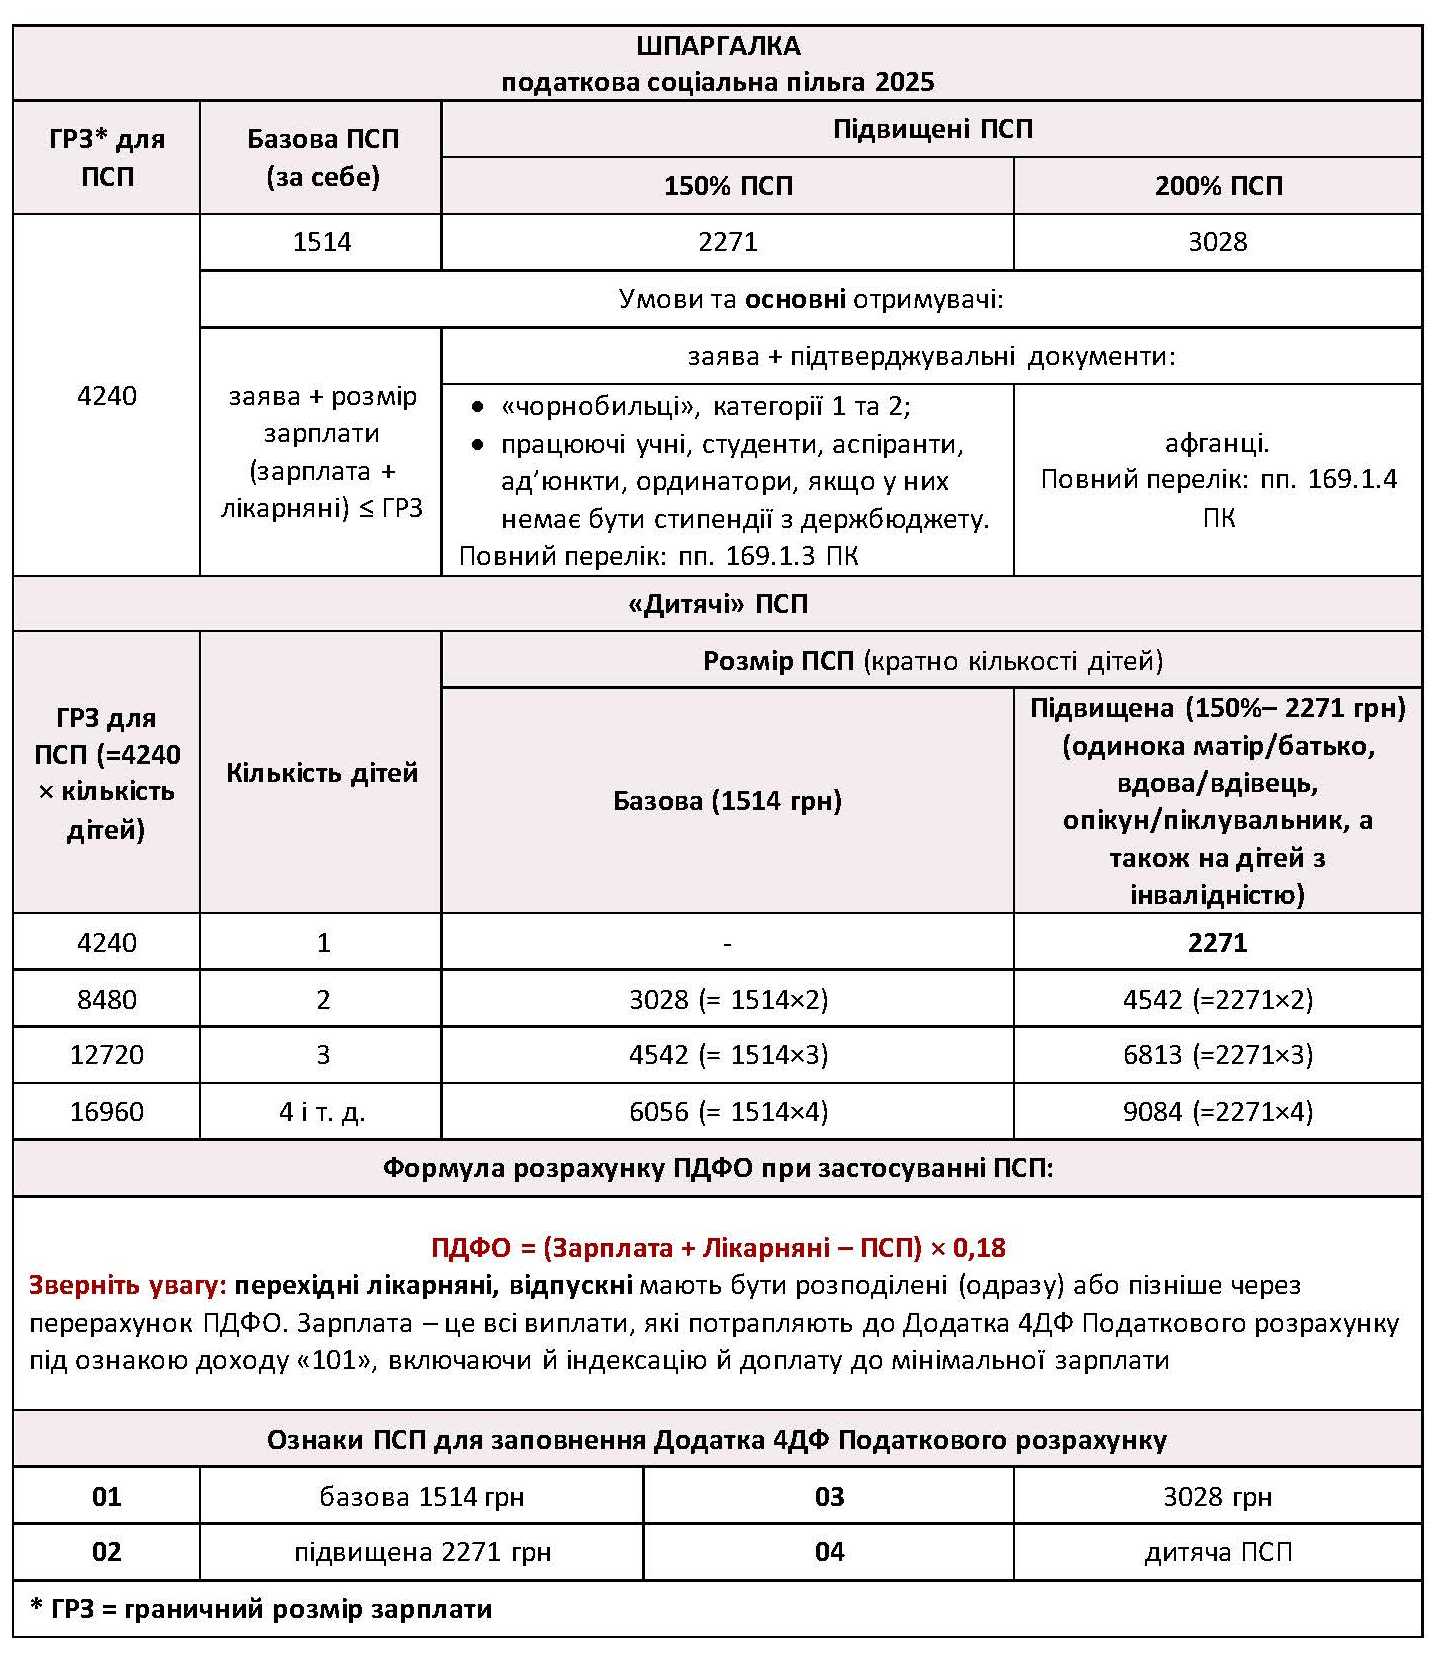 ШПАРГАЛКА
податкова соціальна пільга 2025
ГРЗ* для
ПСП
Базова ПСП
(за себе)
Підвищені ПСП
150% ПСП
200% ПСП
4240
1514
2271
3028
Умови та основні отримувачі:
заява + розмір
зарплати
(зарплата +
лікарняні) ≤ ГРЗ
заява + підтверджувальні документи:
• «чорнобильці», категорії 1 та 2;
• працюючі учні, студенти, аспіранти,
ад’юнкти, ординатори, якщо у них
немає бути стипендії з держбюджету.
Повний перелік: пп. 169.1.3 ПК
афганці.
Повний перелік: пп. 169.1.4
ПК
«Дитячі» ПСП
ГРЗ для
ПСП (=4240
× кількість
дітей)
Кількість дітей
Розмір ПСП (кратно кількості дітей)
Базова (1514 грн)
Підвищена (150%– 2271 грн)
(одинока матір/батько,
вдова/вдівець,
опікун/піклувальник, а
також на дітей з
інвалідністю)
4240 1 - 2271
8480 2 3028 (= 1514×2) 4542 (=2271×2)
12720 3 4542 (= 1514×3) 6813 (=2271×3)
16960 4 і т. д. 6056 (= 1514×4) 9084 (=2271×4)
Формула розрахунку ПДФО при застосуванні ПСП:
ПДФО = (Зарплата + Лікарняні – ПСП) × 0,18
Зверніть увагу: перехідні лікарняні, відпускні мають бути розподілені (одразу) або пізніше через
перерахунок ПДФО. Зарплата – це всі виплати, які потрапляють до Додатка 4ДФ Податкового розрахунку
під ознакою доходу «101», включаючи й індексацію й доплату до мінімальної зарплати
Ознаки ПСП для заповнення Додатка 4ДФ Податкового розрахунку
01 базова 1514 грн 03 3028 грн
02 підвищена 2271 грн 04 дитяча ПСП
* ГРЗ = граничний розмір зарплати